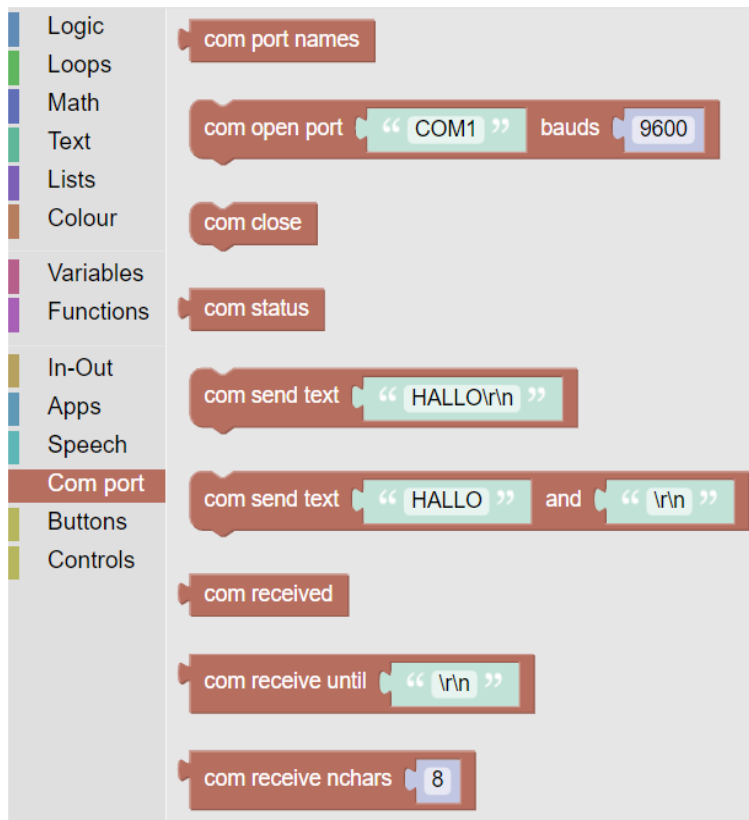 Logic
Loops
Math
Text
Lists
Colour
Variables
Functions
In-Out
Apps
Speech
Com port
Buttons
Controls
com port names
com open port “ COM1 ” bauds 9600
com close
com status
com send text “ HALLO\r\n ”
com send text “ HALLO ” and “ \r\n ”
com received
com receive until “ \r\n ”
com receive nchars 8